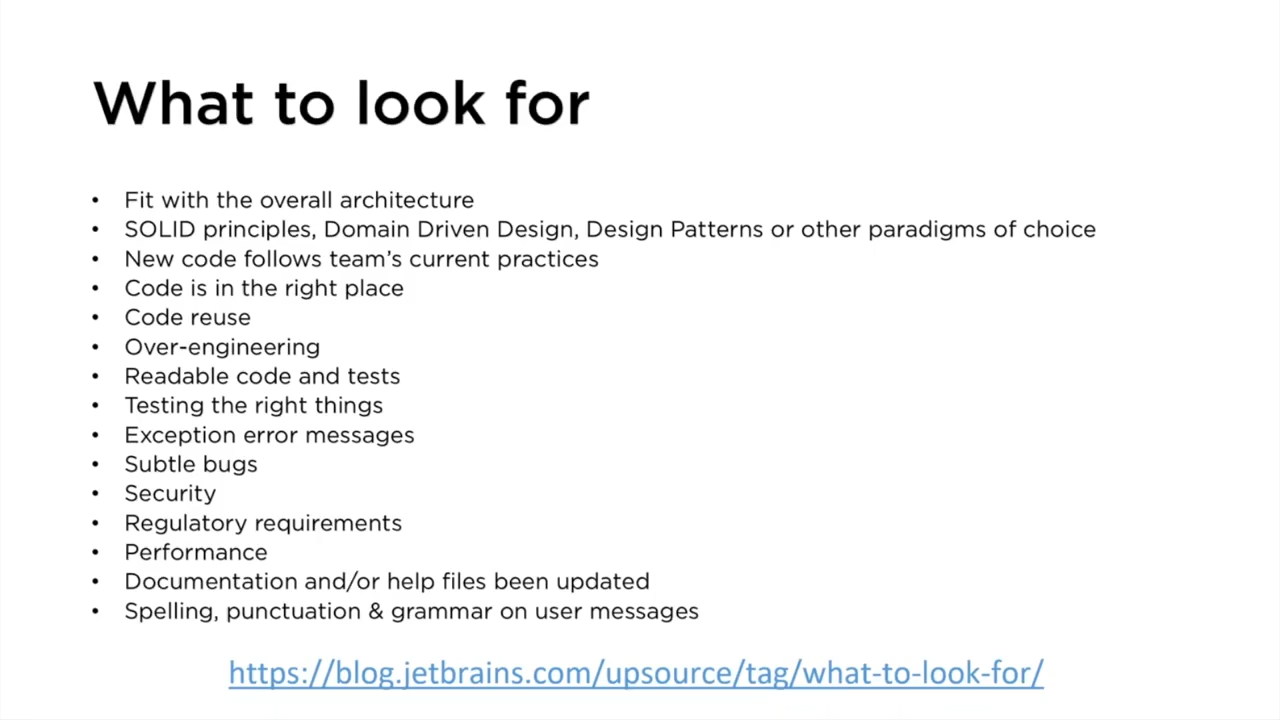 What to look for
• Fit with the overall architecture
• SOLID principles, Domain Driven Design, Design Patterns or other paradigms of choice
• New code follows team’s current practices
• Code is in the right place
• Code reuse
• Over-engineering
• Readable code and tests
• Testing the right things
• Exception error messages
• Subtle bugs
• Security
• Regulatory requirements
• Performance
• Documentation and/or help files been updated
• Spelling, punctuation & grammar on user messages
https://blog.jetbrains.com/upsource/tag/what-to-look-for/